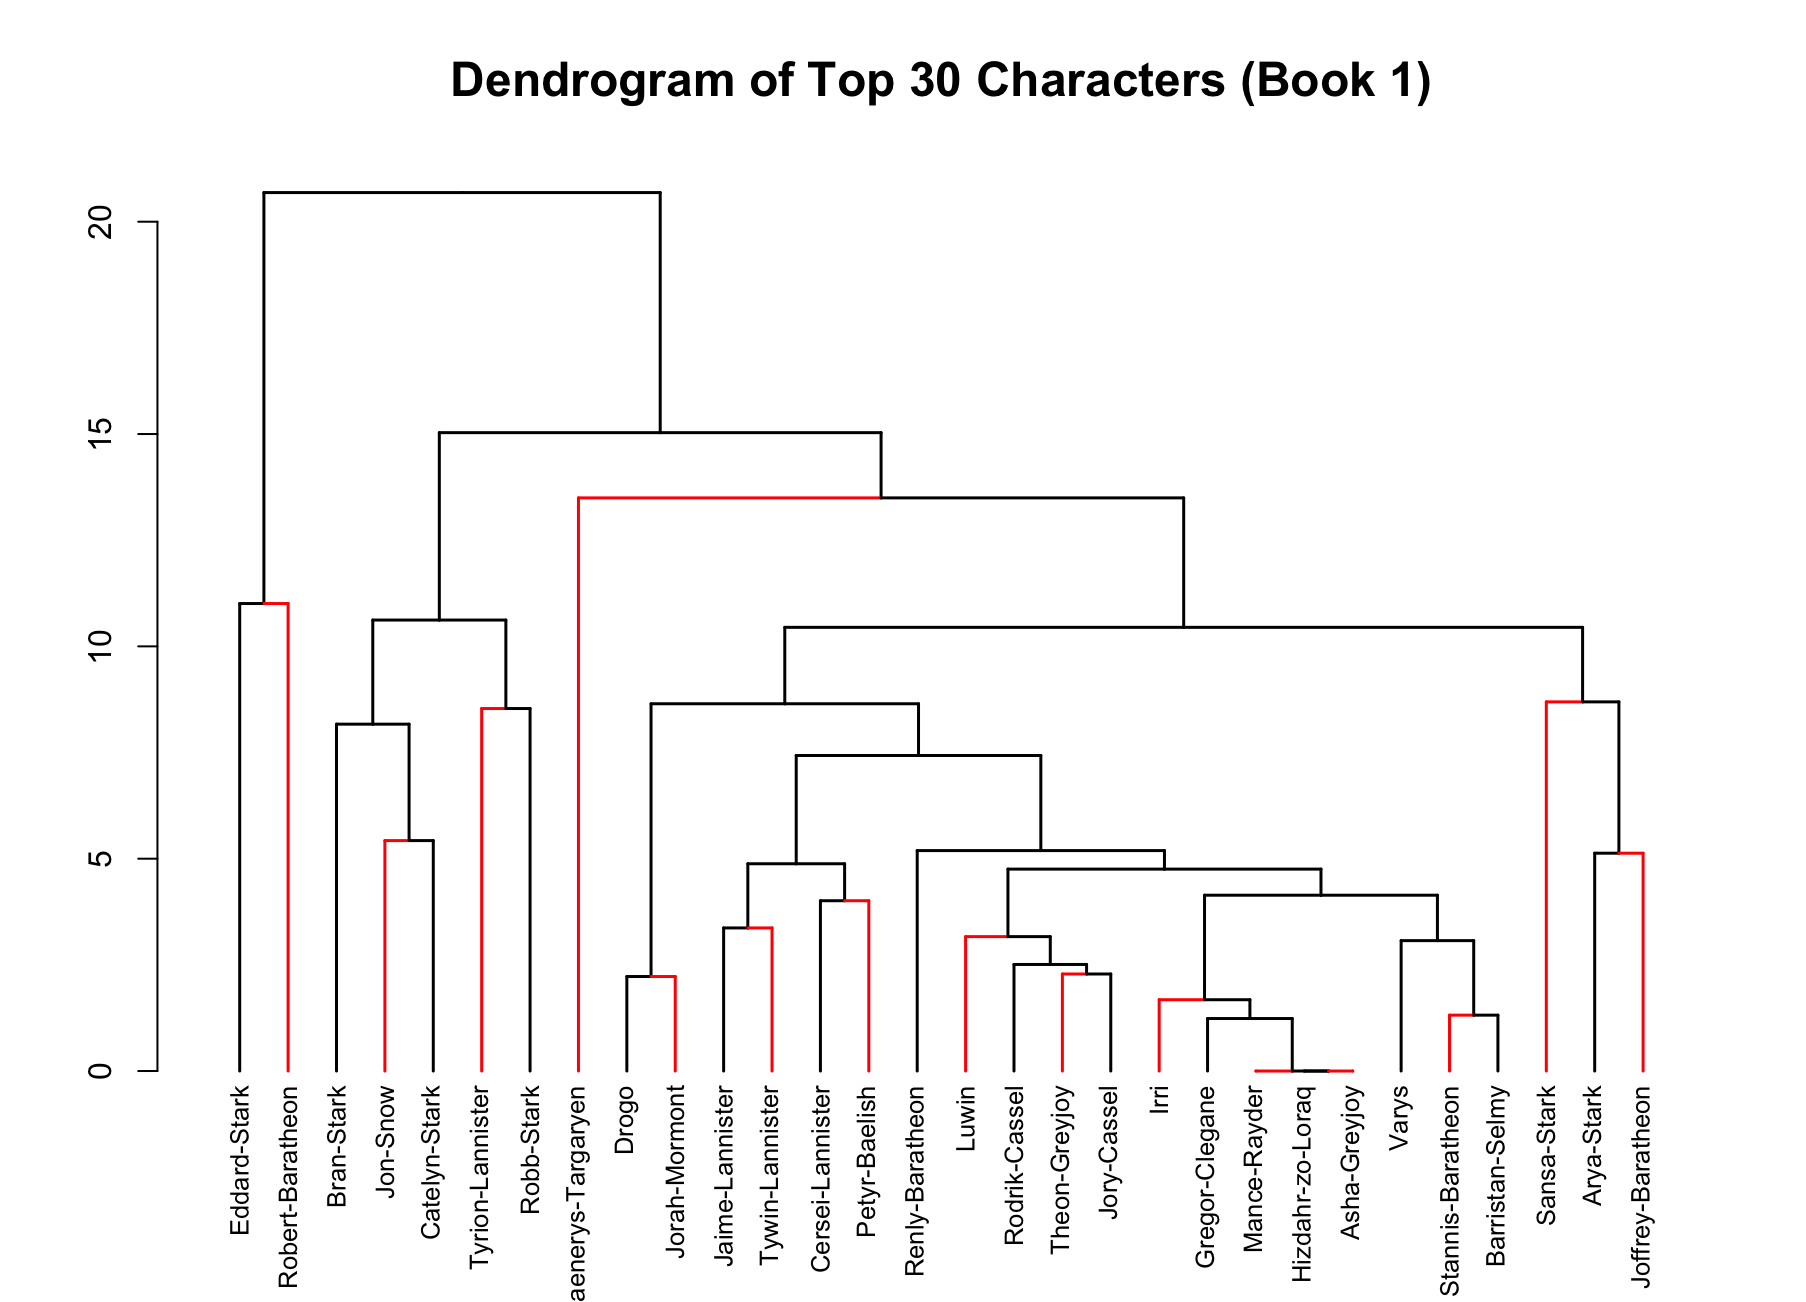 Dendrogram of Top 30 Characters (Book 1)
20
15
10
5
0
Eddard-Stark
Robert-Baratheon
Bran-Stark
Jon-Snow
Catelyn-Stark
Tyrion-Lannister
Robb-Stark
aenerys-Targaryen
Drogo
Jorah-Mormont
Jaime-Lannister
Tywin-Lannister
Cersei-Lannister
Petyr-Baelish
Renly-Baratheon
Luwin
Rodrik-Cassel
Theon-Greyjoy
Jory-Cassel
Irri
Gregor-Clegane
Mance-Rayder
Hizdahr-zo-Loraq
Asha-Greyjoy
Varys
Stannis-Baratheon
Barristan-Selmy
Sansa-Stark
Arya-Stark
Joffrey-Baratheon